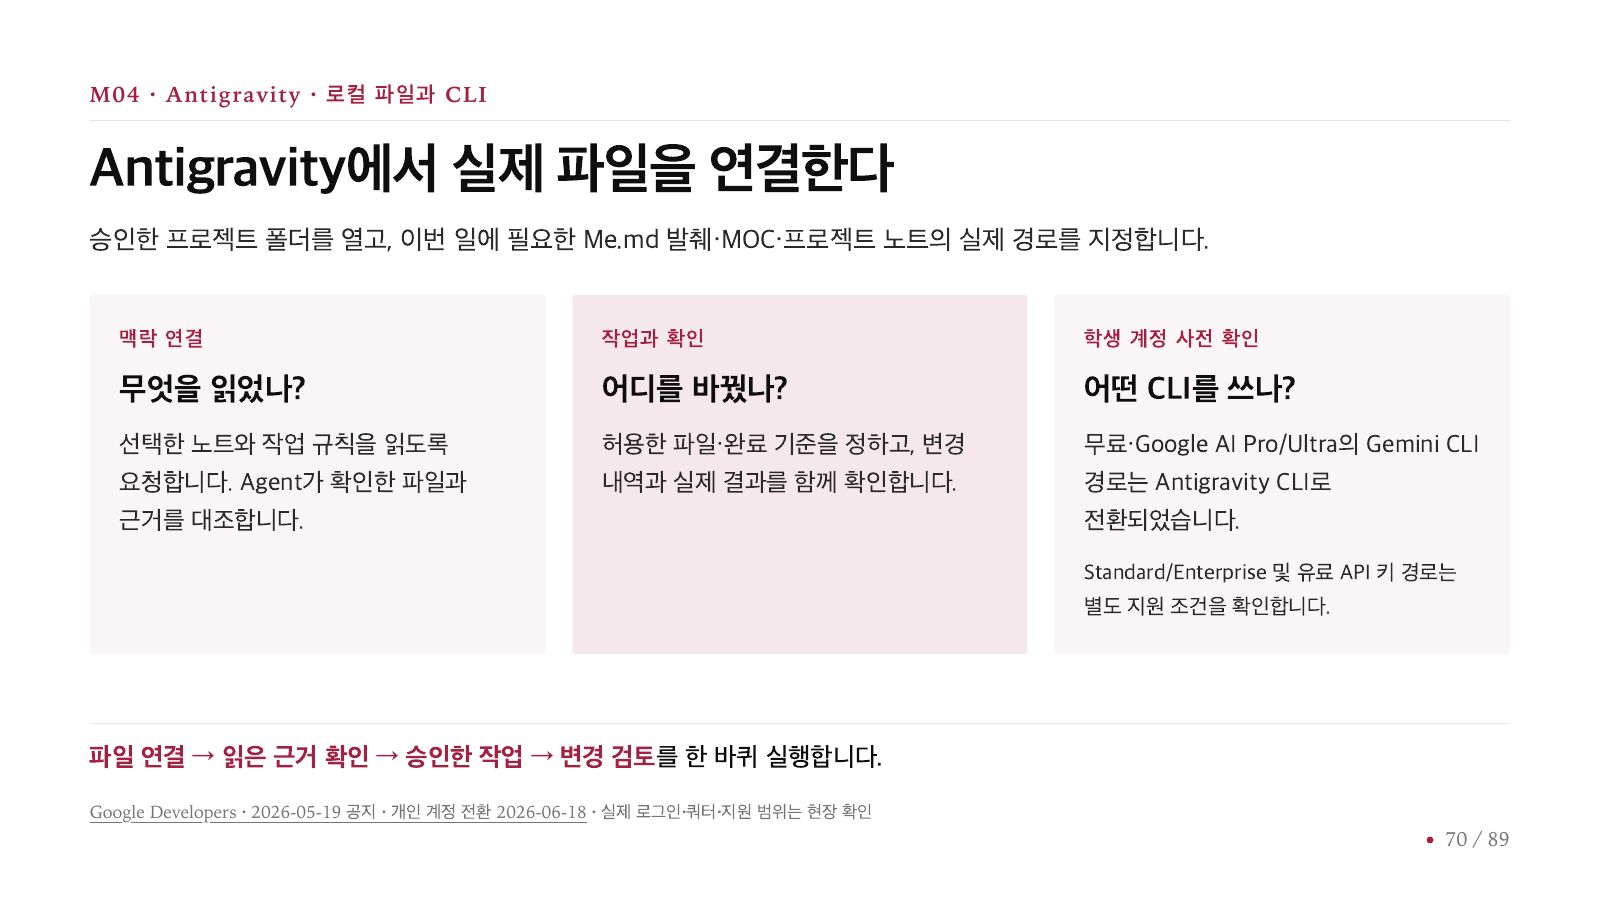 M04 · Antigravity · 로컬 파일과 CLI
Antigravity에서 실제 파일을 연결한다
승인한 프로젝트 폴더를 열고, 이번 일에 필요한 Me.md 발췌·MOC·프로젝트 노트의 실제 경로를 지정합니다.
맥락 연결
무엇을 읽었나?
선택한 노트와 작업 규칙을 읽도록
요청합니다. Agent가 확인한 파일과
근거를 대조합니다.
작업과 확인
어디를 바꿨나?
허용한 파일·완료 기준을 정하고, 변경
내역과 실제 결과를 함께 확인합니다.
학생 계정 사전 확인
어떤 CLI를 쓰나?
무료·Google AI Pro/Ultra의 Gemini CLI
경로는 Antigravity CLI로
전환되었습니다.
Standard/Enterprise 및 유료 API 키 경로는
별도 지원 조건을 확인합니다.
파일 연결 → 읽은 근거 확인 → 승인한 작업 → 변경 검토를 한 바퀴 실행합니다.
Google Developers · 2026-05-19 공지 · 개인 계정 전환 2026-06-18 · 실제 로그인·쿼터·지원 범위는 현장 확인
• 70 / 89